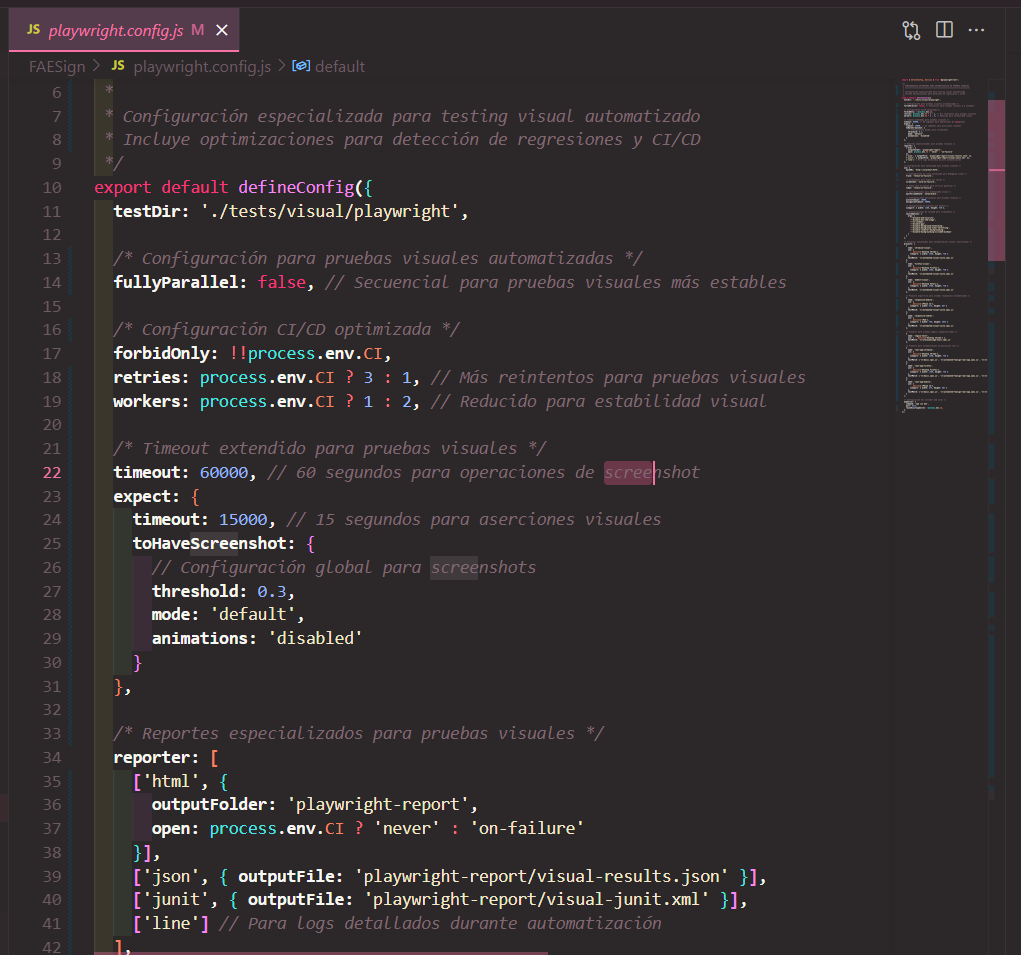 JS playwright.config.js M
FAESign > JS playwright.config.js > default
6 *
7 * Configuración especializada para testing visual automatizado
8 * Incluye optimizaciones para detección de regresiones y CI/CD
9 */
10 export default defineConfig({
11 testDir: './tests/visual/playwright',
12
13 /* Configuración para pruebas visuales automatizadas */
14 fullyParallel: false, // Secuencial para pruebas visuales más estables
15
16 /* Configuración CI/CD optimizada */
17 forbidOnly: !!process.env.CI,
18 retries: process.env.CI ? 3 : 1, // Más reintentos para pruebas visuales
19 workers: process.env.CI ? 1 : 2, // Reducido para estabilidad visual
20
21 /* Timeout extendido para pruebas visuales */
22 timeout: 60000, // 60 segundos para operaciones de screenshot
23 expect: {
24 timeout: 15000, // 15 segundos para aserciones visuales
25 toHaveScreenshot: {
26 // Configuración global para screenshots
27 threshold: 0.3,
28 mode: 'default',
29 animations: 'disabled'
30 }
31 },
32
33 /* Reportes especializados para pruebas visuales */
34 reporter: [
35 ['html', {
36 outputFolder: 'playwright-report',
37 open: process.env.CI ? 'never' : 'on-failure'
38 }],
39 ['json', { outputFile: 'playwright-report/visual-results.json' }],
40 ['junit', { outputFile: 'playwright-report/visual-junit.xml' }],
41 ['line'] // Para logs detallados durante automatización
42 ],